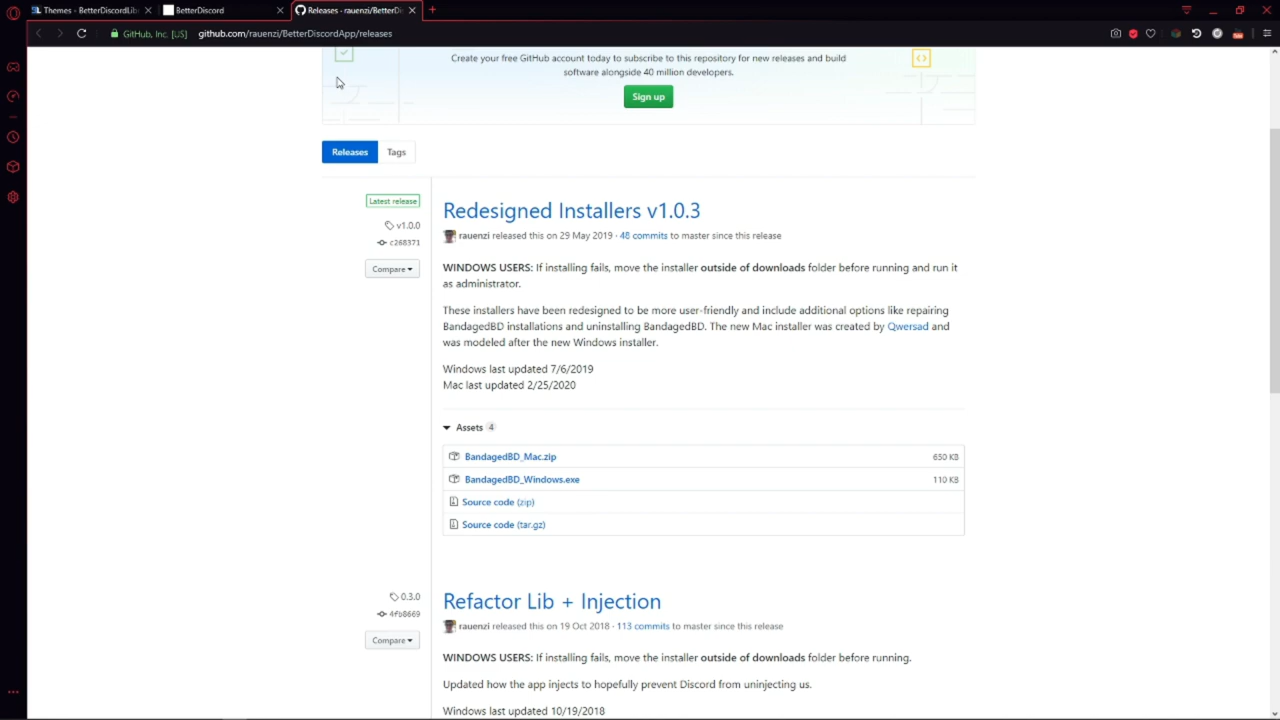 Themes - BetterDiscordLib
BetterDiscord
Releases - rauenzi/BetterDi
GitHub, Inc. [US]
github.com/rauenzi/BetterDiscordApp/releases
Create your free GitHub account today to subscribe to this repository for new releases and build
software alongside 40 million developers.
Sign up
Releases
Tags
Latest release
v1.0.0
c268371
Compare
Redesigned Installers v1.0.3
rauenzi released this on 29 May 2019 · 48 commits to master since this release
WINDOWS USERS: If installing fails, move the installer outside of downloads folder before running and run it
as administrator.
These installers have been redesigned to be more user-friendly and include additional options like repairing
BandagedBD installations and uninstalling BandagedBD. The new Mac installer was created by Qwersad and
was modeled after the new Windows installer.
Windows last updated 7/6/2019
Mac last updated 2/25/2020
Assets 4
BandagedBD_Mac.zip 650 KB
BandagedBD_Windows.exe 110 KB
Source code (zip)
Source code (tar.gz)
0.3.0
4fb8669
Compare
Refactor Lib + Injection
rauenzi released this on 19 Oct 2018 · 113 commits to master since this release
WINDOWS USERS: If installing fails, move the installer outside of downloads folder before running.
Updated how the app injects to hopefully prevent Discord from uninjecting us.
Windows last updated 10/19/2018